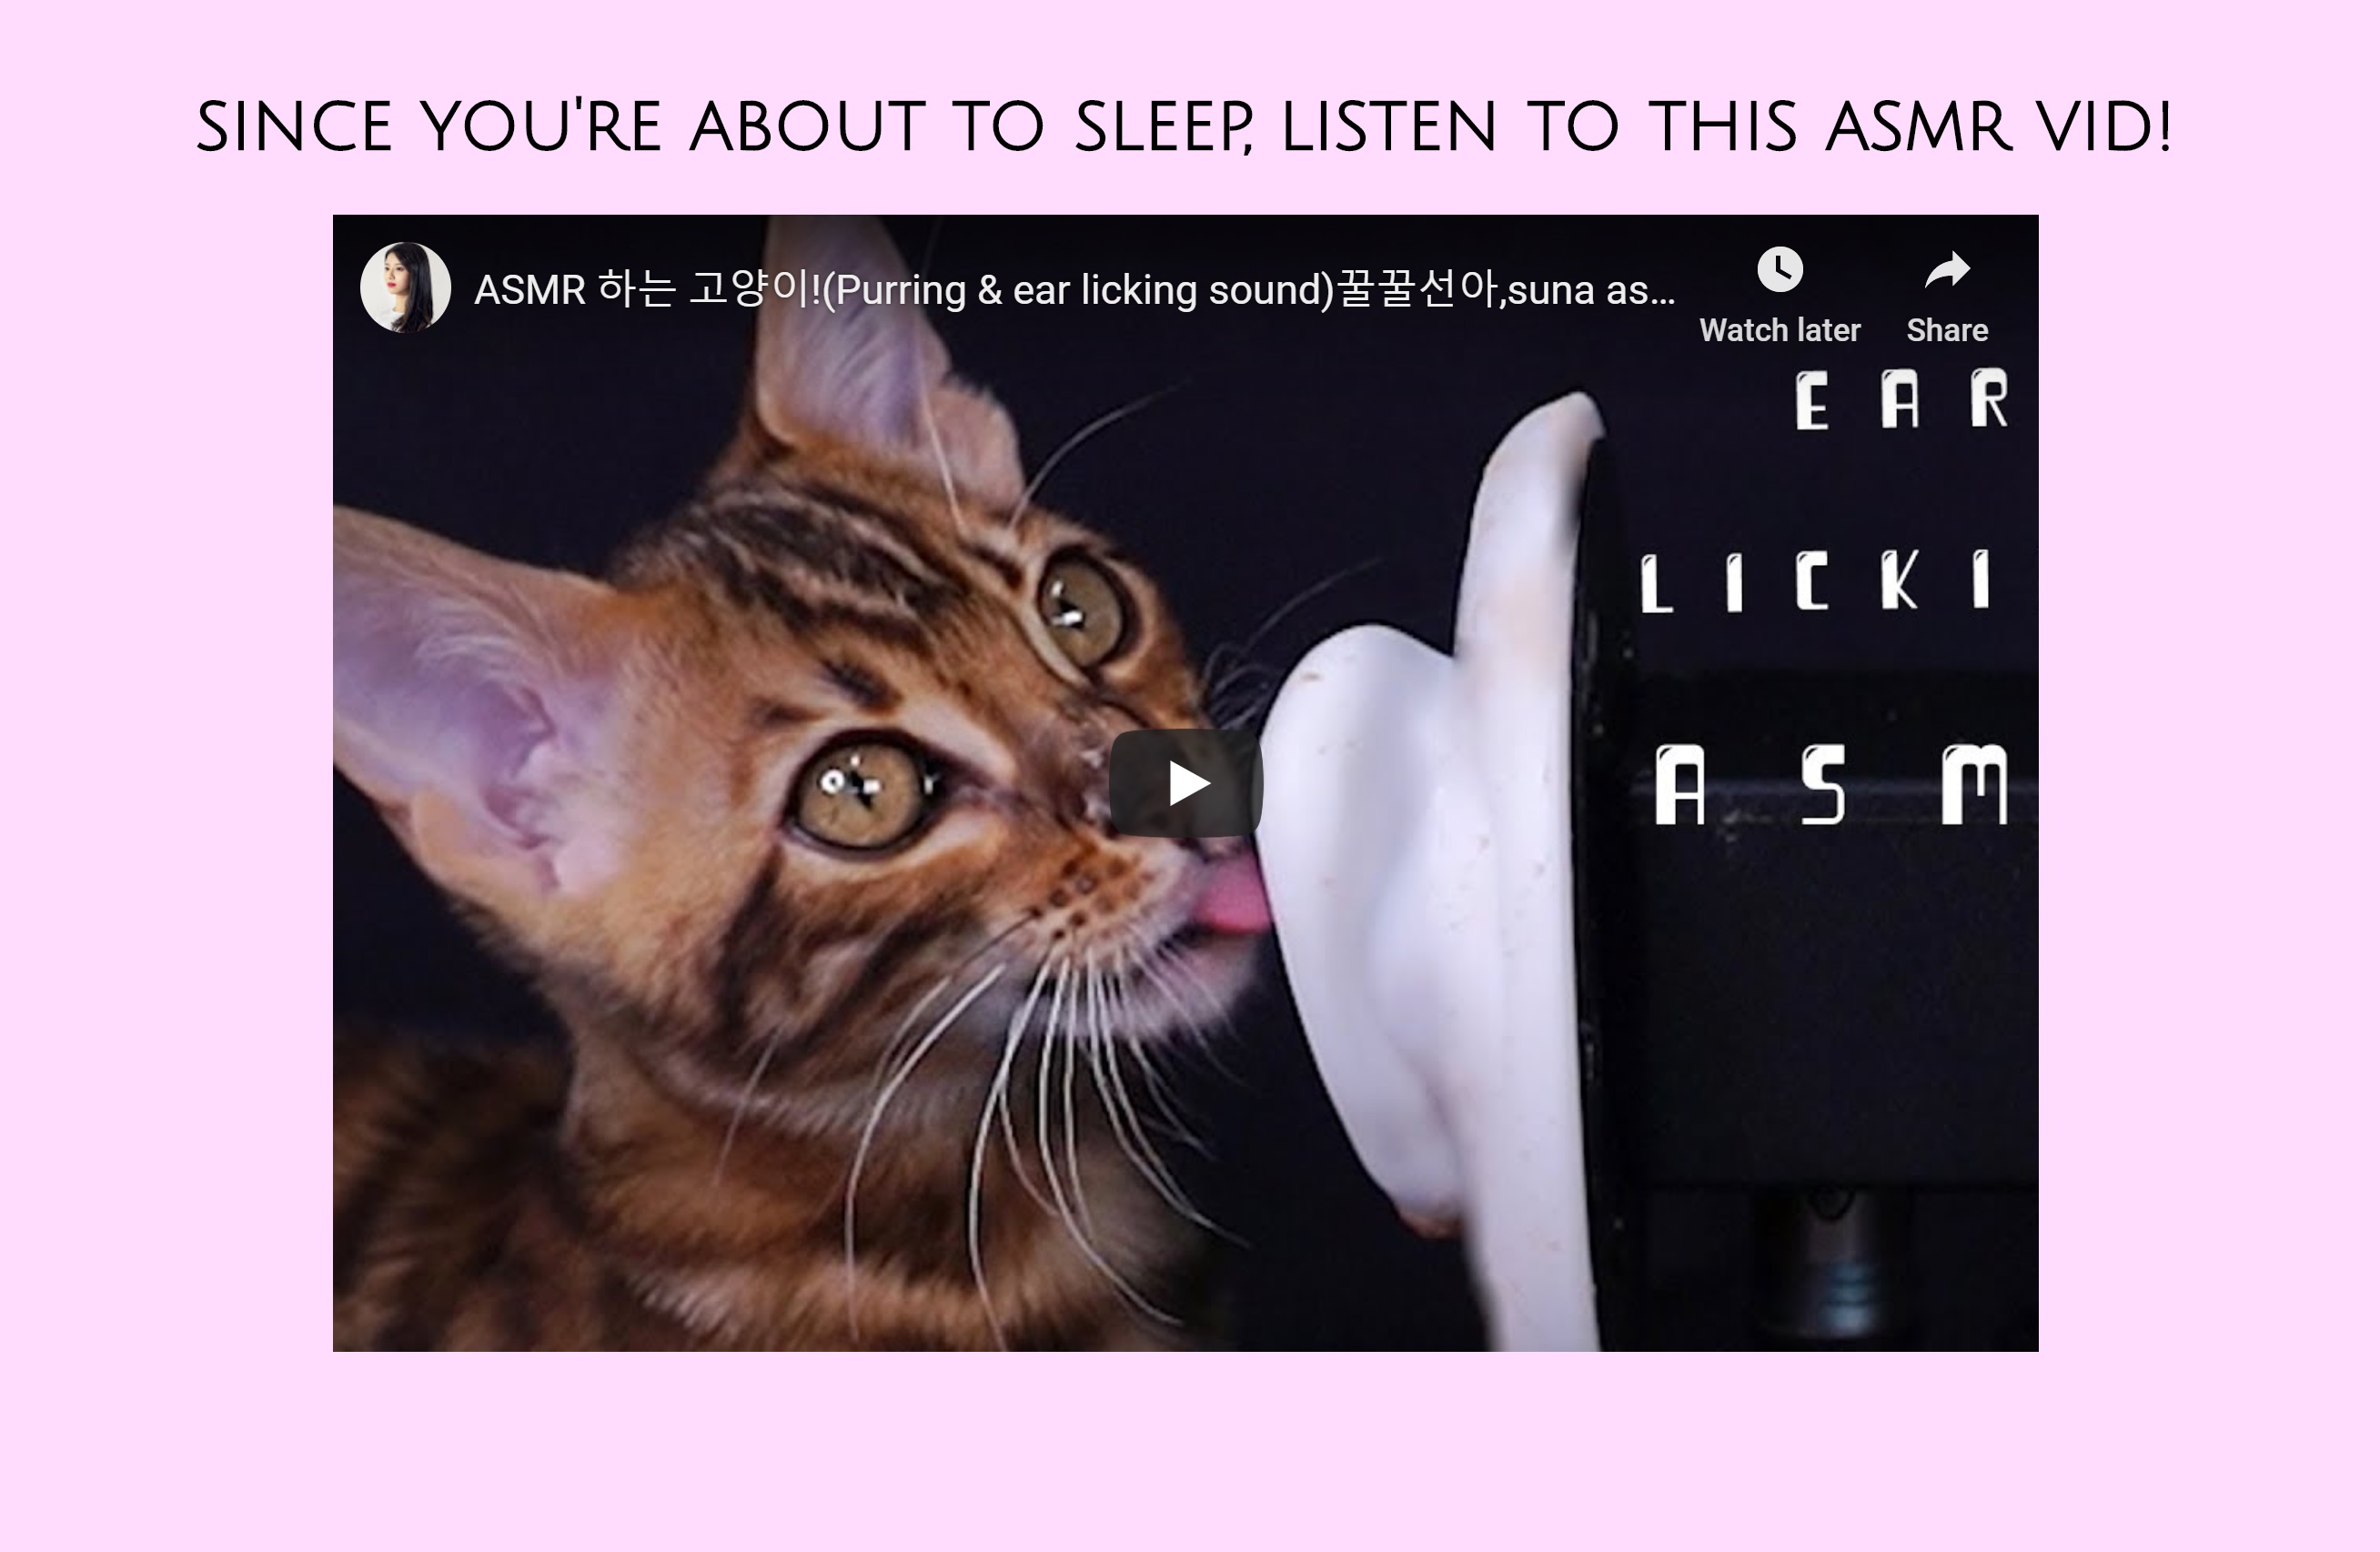 SINCE YOU'RE ABOUT TO SLEEP, LISTEN TO THIS ASMR VID!
ASMR 하는 고양이!(Purring & ear licking sound)꿀꿀선아,suna as...
Watch later
Share
EAR
LICKI
ASM